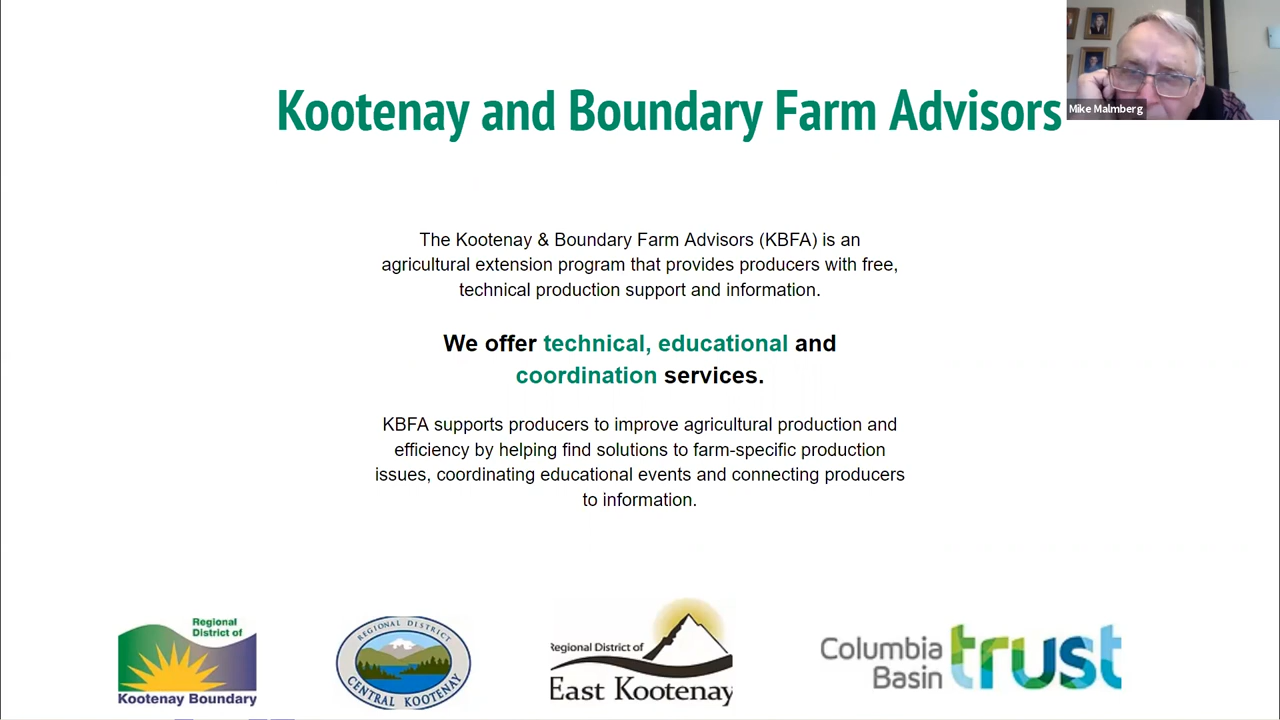 Kootenay and Boundary Farm Advisors
Mike Malmberg
The Kootenay & Boundary Farm Advisors (KBFA) is an
agricultural extension program that provides producers with free,
technical production support and information.
We offer technical, educational and
coordination services.
KBFA supports producers to improve agricultural production and
efficiency by helping find solutions to farm-specific production
issues, coordinating educational events and connecting producers
to information.
Regional
District of
Kootenay Boundary
REGIONAL DISTRICT
CENTRAL KOOTENAY
Regional District of
East Kootenay
Columbia
Basin
trust